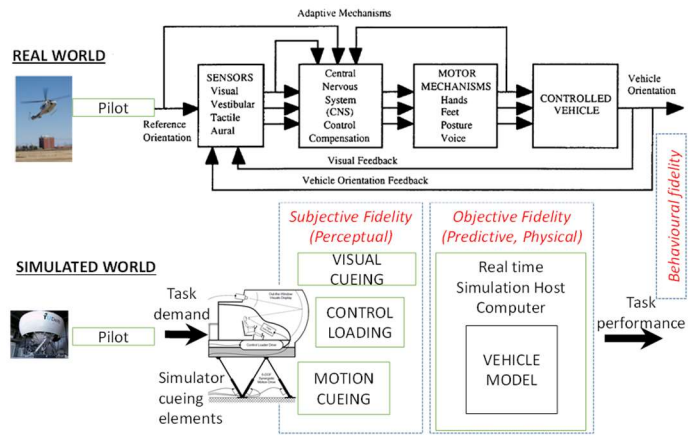 Adaptive Mechanisms
REAL WORLD
Pilot
Reference
Orientation
SENSORS
Visual
Vestibular
Tactile
Aural
Central
Nervous
System
(CNS)
Control
Compensation
MOTOR
MECHANISMS
Hands
Feet
Posture
Voice
CONTROLLED
VEHICLE
Vehicle
Orientation
Visual Feedback
Vehicle Orientation Feedback
Behavioural fidelity
Subjective Fidelity
(Perceptual)
Objective Fidelity
(Predictive, Physical)
SIMULATED WORLD
Pilot
Task
demand
Simulator
cueing
elements
Control Loader Drive
VISUAL
CUEING
CONTROL
LOADING
MOTION
CUEING
Real time
Simulation Host
Computer
VEHICLE
MODEL
Task
performance